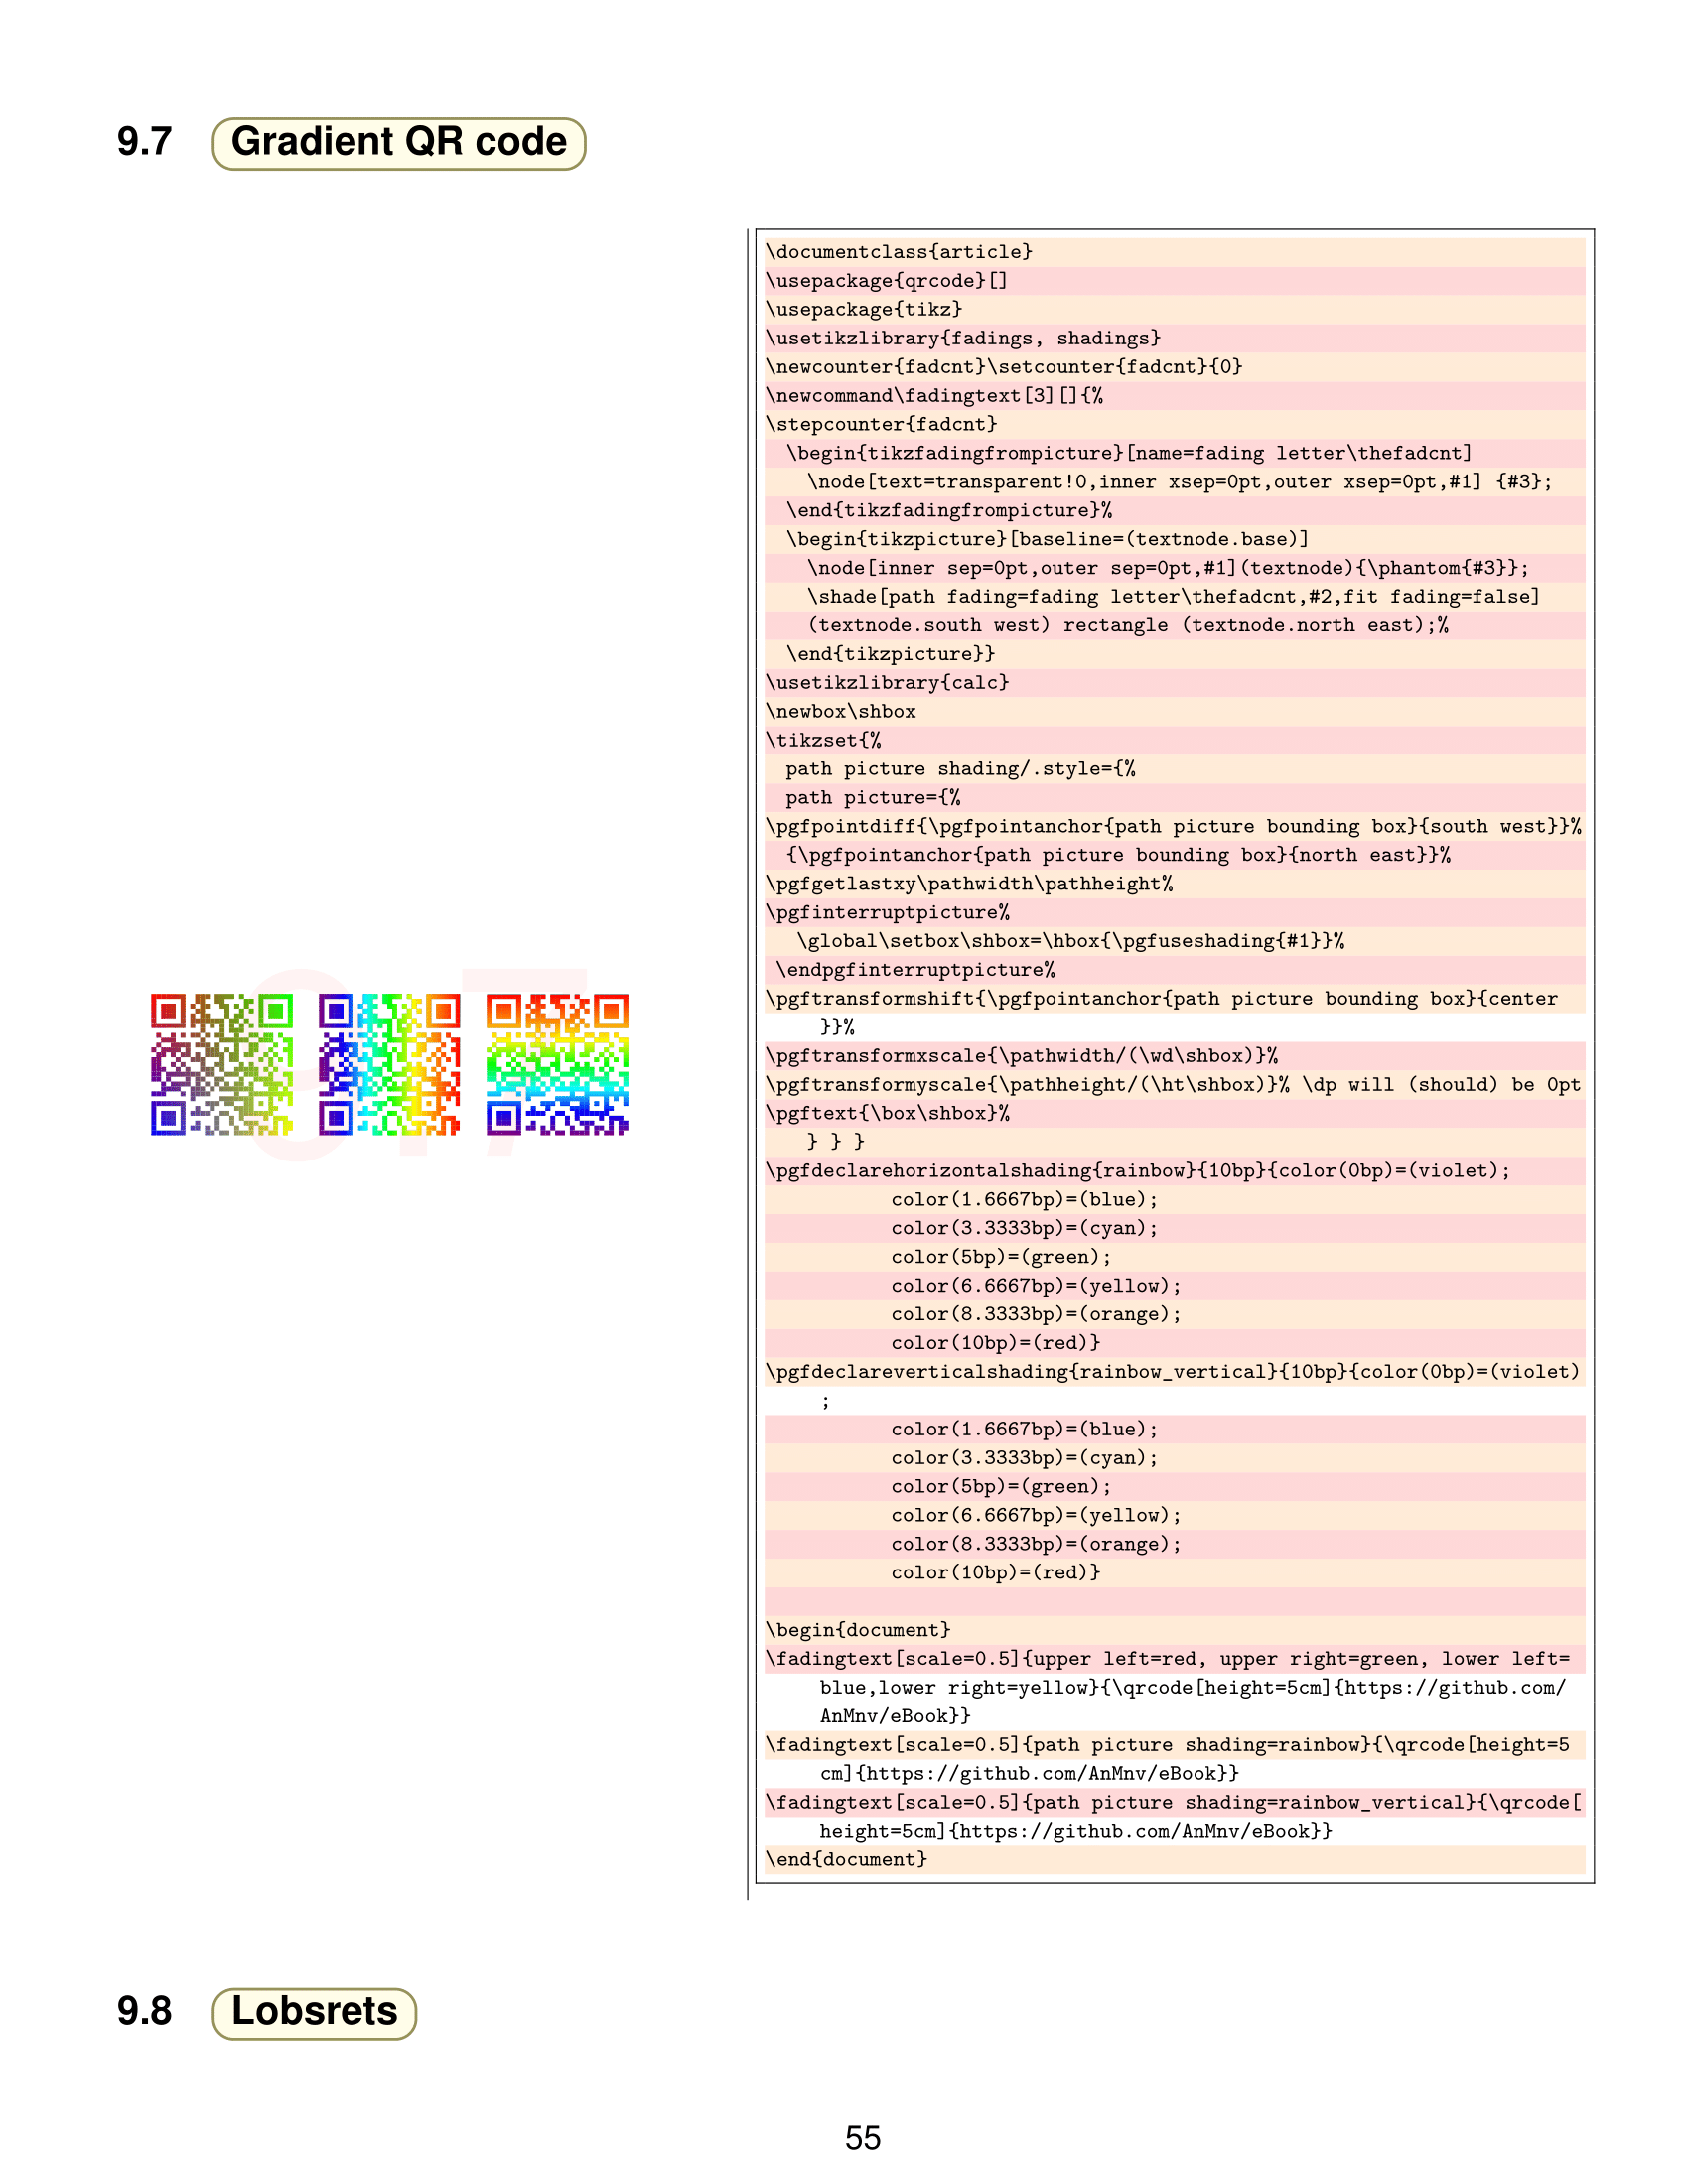 9.7 Gradient QR code
9.7
\documentclass{article}
\usepackage{qrcode}[]
\usepackage{tikz}
\usetikzlibrary{fadings, shadings}
\newcounter{fadcnt}\setcounter{fadcnt}{0}
\newcommand\fadingtext[3][]{%
\stepcounter{fadcnt}
  \begin{tikzfadingfrompicture}[name=fading letter\thefadcnt]
    \node[text=transparent!0,inner xsep=0pt,outer xsep=0pt,#1] {#3};
  \end{tikzfadingfrompicture}%
  \begin{tikzpicture}[baseline=(textnode.base)]
    \node[inner sep=0pt,outer sep=0pt,#1](textnode){\phantom{#3}};
    \shade[path fading=fading letter\thefadcnt,#2,fit fading=false]
    (textnode.south west) rectangle (textnode.north east);%
  \end{tikzpicture}}
\usetikzlibrary{calc}
\newbox\shbox
\tikzset{%
  path picture shading/.style={%
  path picture={%
\pgfpointdiff{\pgfpointanchor{path picture bounding box}{south west}}%
  {\pgfpointanchor{path picture bounding box}{north east}}%
\pgfgetlastxy\pathwidth\pathheight%
\pgfinterruptpicture%
   \global\setbox\shbox=\hbox{\pgfuseshading{#1}}%
 \endpgfinterruptpicture%
\pgftransformshift{\pgfpointanchor{path picture bounding box}{center
}}%
\pgftransformxscale{\pathwidth/(\wd\shbox)}%
\pgftransformyscale{\pathheight/(\ht\shbox)}% \dp will (should) be 0pt
\pgftext{\box\shbox}%
    } } }
\pgfdeclarehorizontalshading{rainbow}{10bp}{color(0bp)=(violet);
color(1.6667bp)=(blue);
color(3.3333bp)=(cyan);
color(5bp)=(green);
color(6.6667bp)=(yellow);
color(8.3333bp)=(orange);
color(10bp)=(red)}
\pgfdeclareverticalshading{rainbow_vertical}{10bp}{color(0bp)=(violet)
;
color(1.6667bp)=(blue);
color(3.3333bp)=(cyan);
color(5bp)=(green);
color(6.6667bp)=(yellow);
color(8.3333bp)=(orange);
color(10bp)=(red)}
\begin{document}
\fadingtext[scale=0.5]{upper left=red, upper right=green, lower left=
blue,lower right=yellow}{\qrcode[height=5cm]{https://github.com/
AnMnv/eBook}}
\fadingtext[scale=0.5]{path picture shading=rainbow}{\qrcode[height=5
cm]{https://github.com/AnMnv/eBook}}
\fadingtext[scale=0.5]{path picture shading=rainbow_vertical}{\qrcode[
height=5cm]{https://github.com/AnMnv/eBook}}
\end{document}
9.8 Lobsrets
55